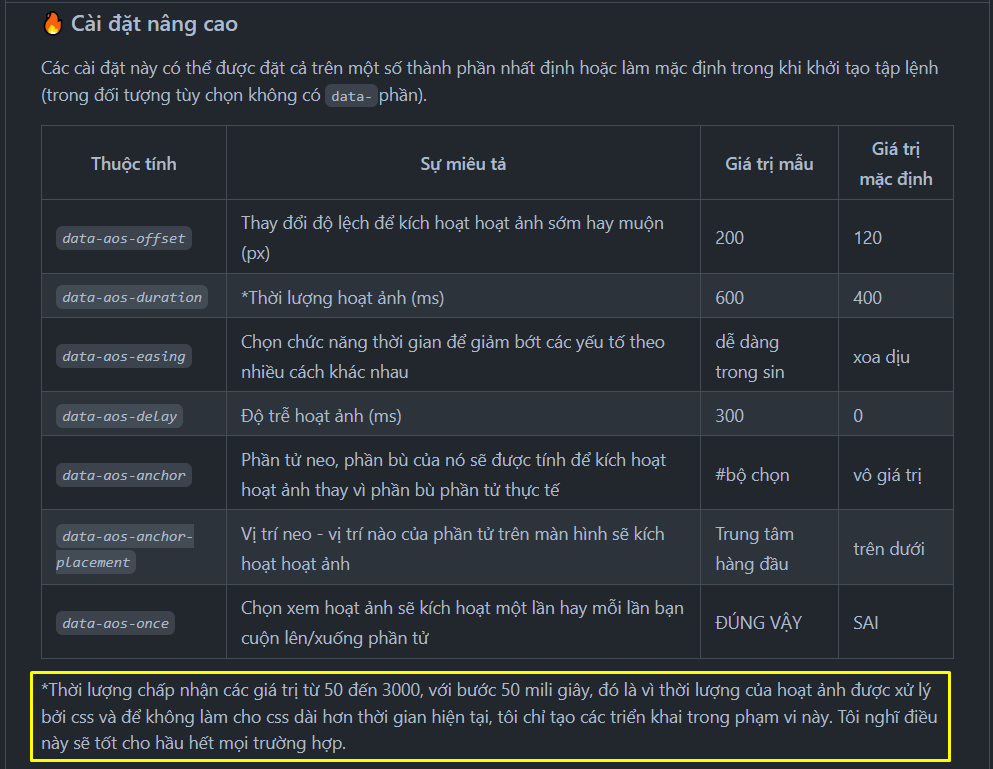 🔥 Cài đặt nâng cao
Các cài đặt này có thể được đặt cả trên một số thành phần nhất định hoặc làm mặc định trong khi khởi tạo tập lệnh
(trong đối tượng tùy chọn không có data- phần).
Thuộc tính
Sự miêu tả
Giá trị mẫu
Giá trị
mặc định
data-aos-offset
Thay đổi độ lệch để kích hoạt hoạt ảnh sớm hay muộn
(px)
200
120
data-aos-duration
*Thời lượng hoạt ảnh (ms)
600
400
data-aos-easing
Chọn chức năng thời gian để giảm bớt các yếu tố theo
nhiều cách khác nhau
dễ dàng
trong sin
xoa dịu
data-aos-delay
Độ trễ hoạt ảnh (ms)
300
0
data-aos-anchor
Phần tử neo, phần bù của nó sẽ được tính để kích hoạt
hoạt ảnh thay vì phần bù phần tử thực tế
#bộ chọn
vô giá trị
data-aos-anchor-
placement
Vị trí neo - vị trí nào của phần tử trên màn hình sẽ kích
hoạt hoạt ảnh
Trung tâm
hàng đầu
trên dưới
data-aos-once
Chọn xem hoạt ảnh sẽ kích hoạt một lần hay mỗi lần bạn
cuộn lên/xuống phần tử
ĐÚNG VẬY
SAI
*Thời lượng chấp nhận các giá trị từ 50 đến 3000, với bước 50 mili giây, đó là vì thời lượng của hoạt ảnh được xử lý
bởi css và để không làm cho css dài hơn thời gian hiện tại, tôi chỉ tạo các triển khai trong phạm vi này. Tôi nghĩ điều
này sẽ tốt cho hầu hết mọi trường hợp.